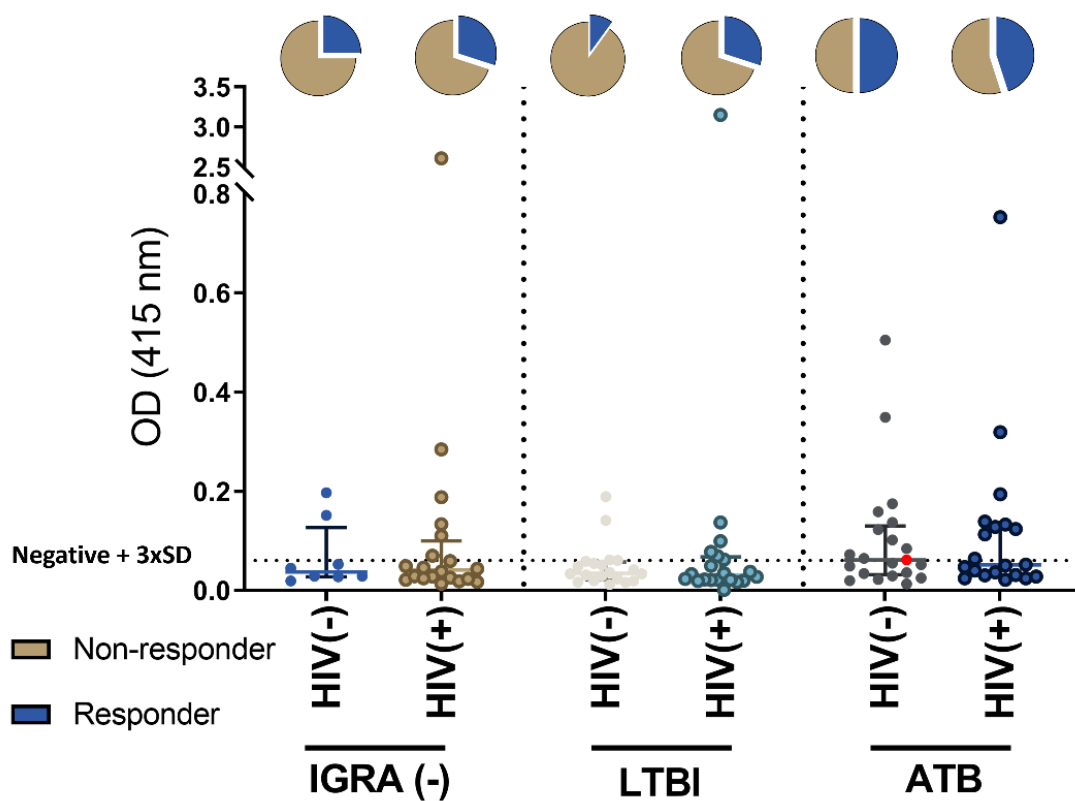 3.5
3.0
2.5
0.8
0.6
0.4
0.2
0.0
OD (415 nm)
Negative + 3xSD
HIV(-)
HIV(+)
HIV(-)
HIV(+)
HIV(-)
HIV(+)
Non-responder
Responder
IGRA (-)
LTBI
ATB